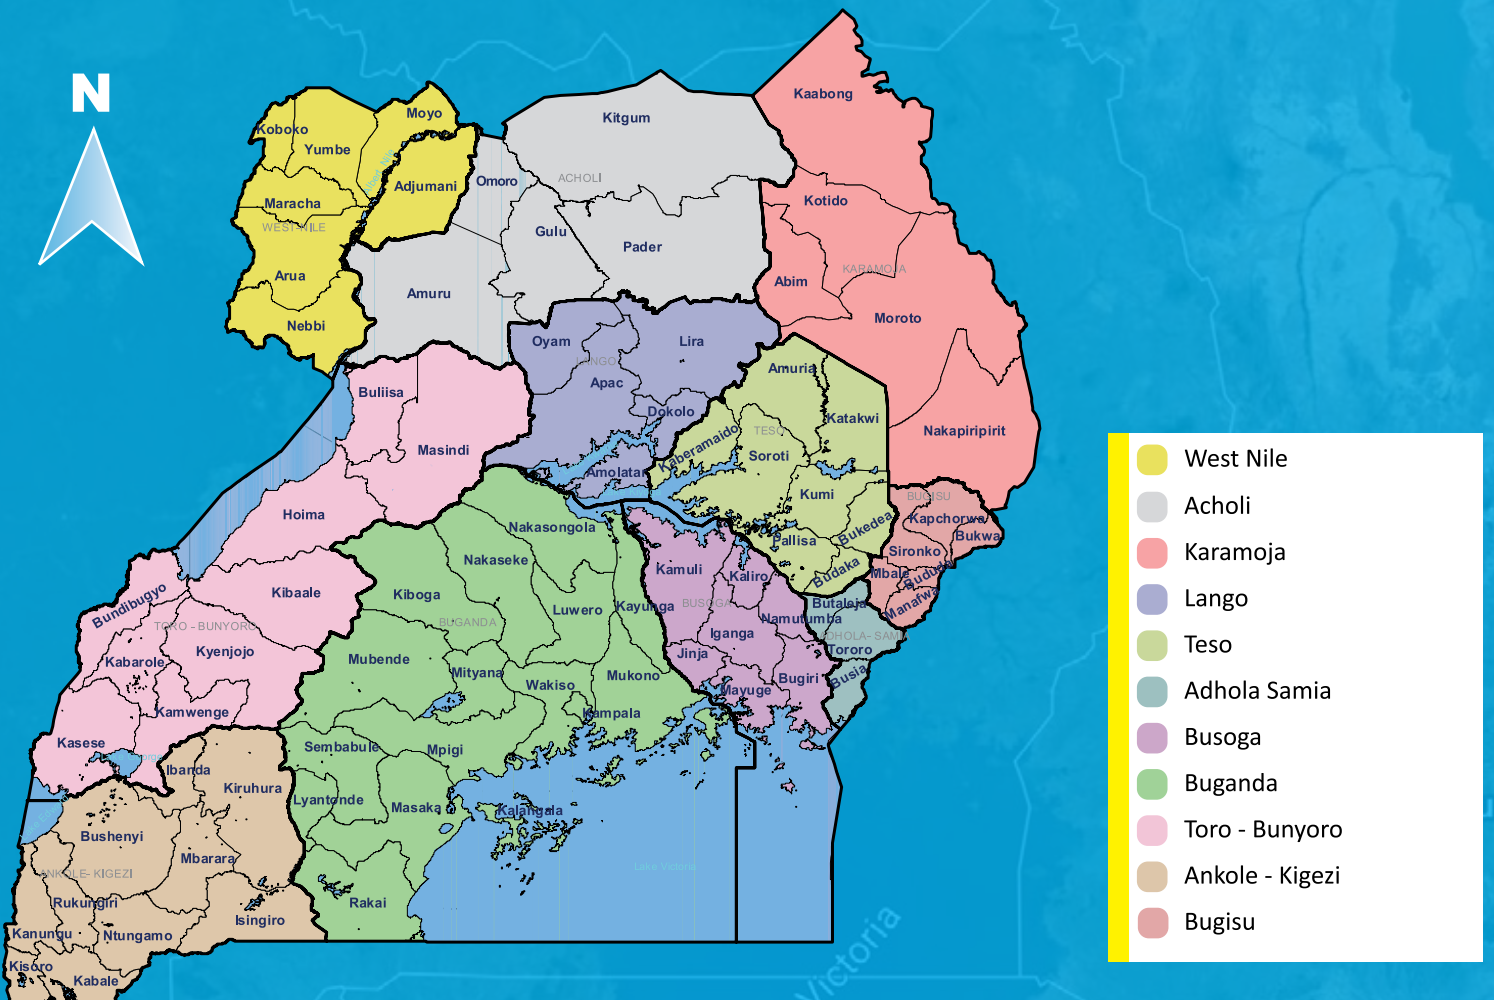 N
Kaabong
Kitgum
Moyo
Koboko
Yumbe
Albert Nile
Adjumani
Omoro
ACHOLI
Maracha
Kotido
WEST-NILE
Gulu
Pader
KARAMOJA
Arua
Abim
Amuru
Nebbi
Moroto
Oyam
Lira
LANGO
Amuria
Apac
Buliisa
Dokolo
Katakwi
TESO
Nakapiripirit
Kaberamaido
Masindi
Soroti
Amolatar
Kumi
BUGISU
Hoima
Kapchorwa
Nakasongola
Bukedea
Bukwa
Pallisa
Sironko
Nakaseke
Kamuli
Kaliro
Budaka
Mbale
Bududa
Bundibugyo
Kibaale
Kiboga
Luwero
Kayunga
BUSOGA
Butaleja
Manafwa
TORO - BUNYORO
BUGANDA
Namutumba
Iganga
ADHOLA- SAMIA
Kyenjojo
Kabarole
Mubende
Jinja
Tororo
Mityana
Mukono
Bugiri
Busia
Wakiso
Mayuge
Kamwenge
Kampala
Kasese
Sembabule
Mpigi
Ibanda
Kiruhura
Lyantonde
Masaka
Kalangala
Bushenyi
Mbarara
Lake Victoria
ANKOLE- KIGEZI
Rukungiri
Rakai
Isingiro
Kanungu
Ntungamo
Kisoro
Kabale
Victoria
West Nile
Acholi
Karamoja
Lango
Teso
Adhola Samia
Busoga
Buganda
Toro - Bunyoro
Ankole - Kigezi
Bugisu